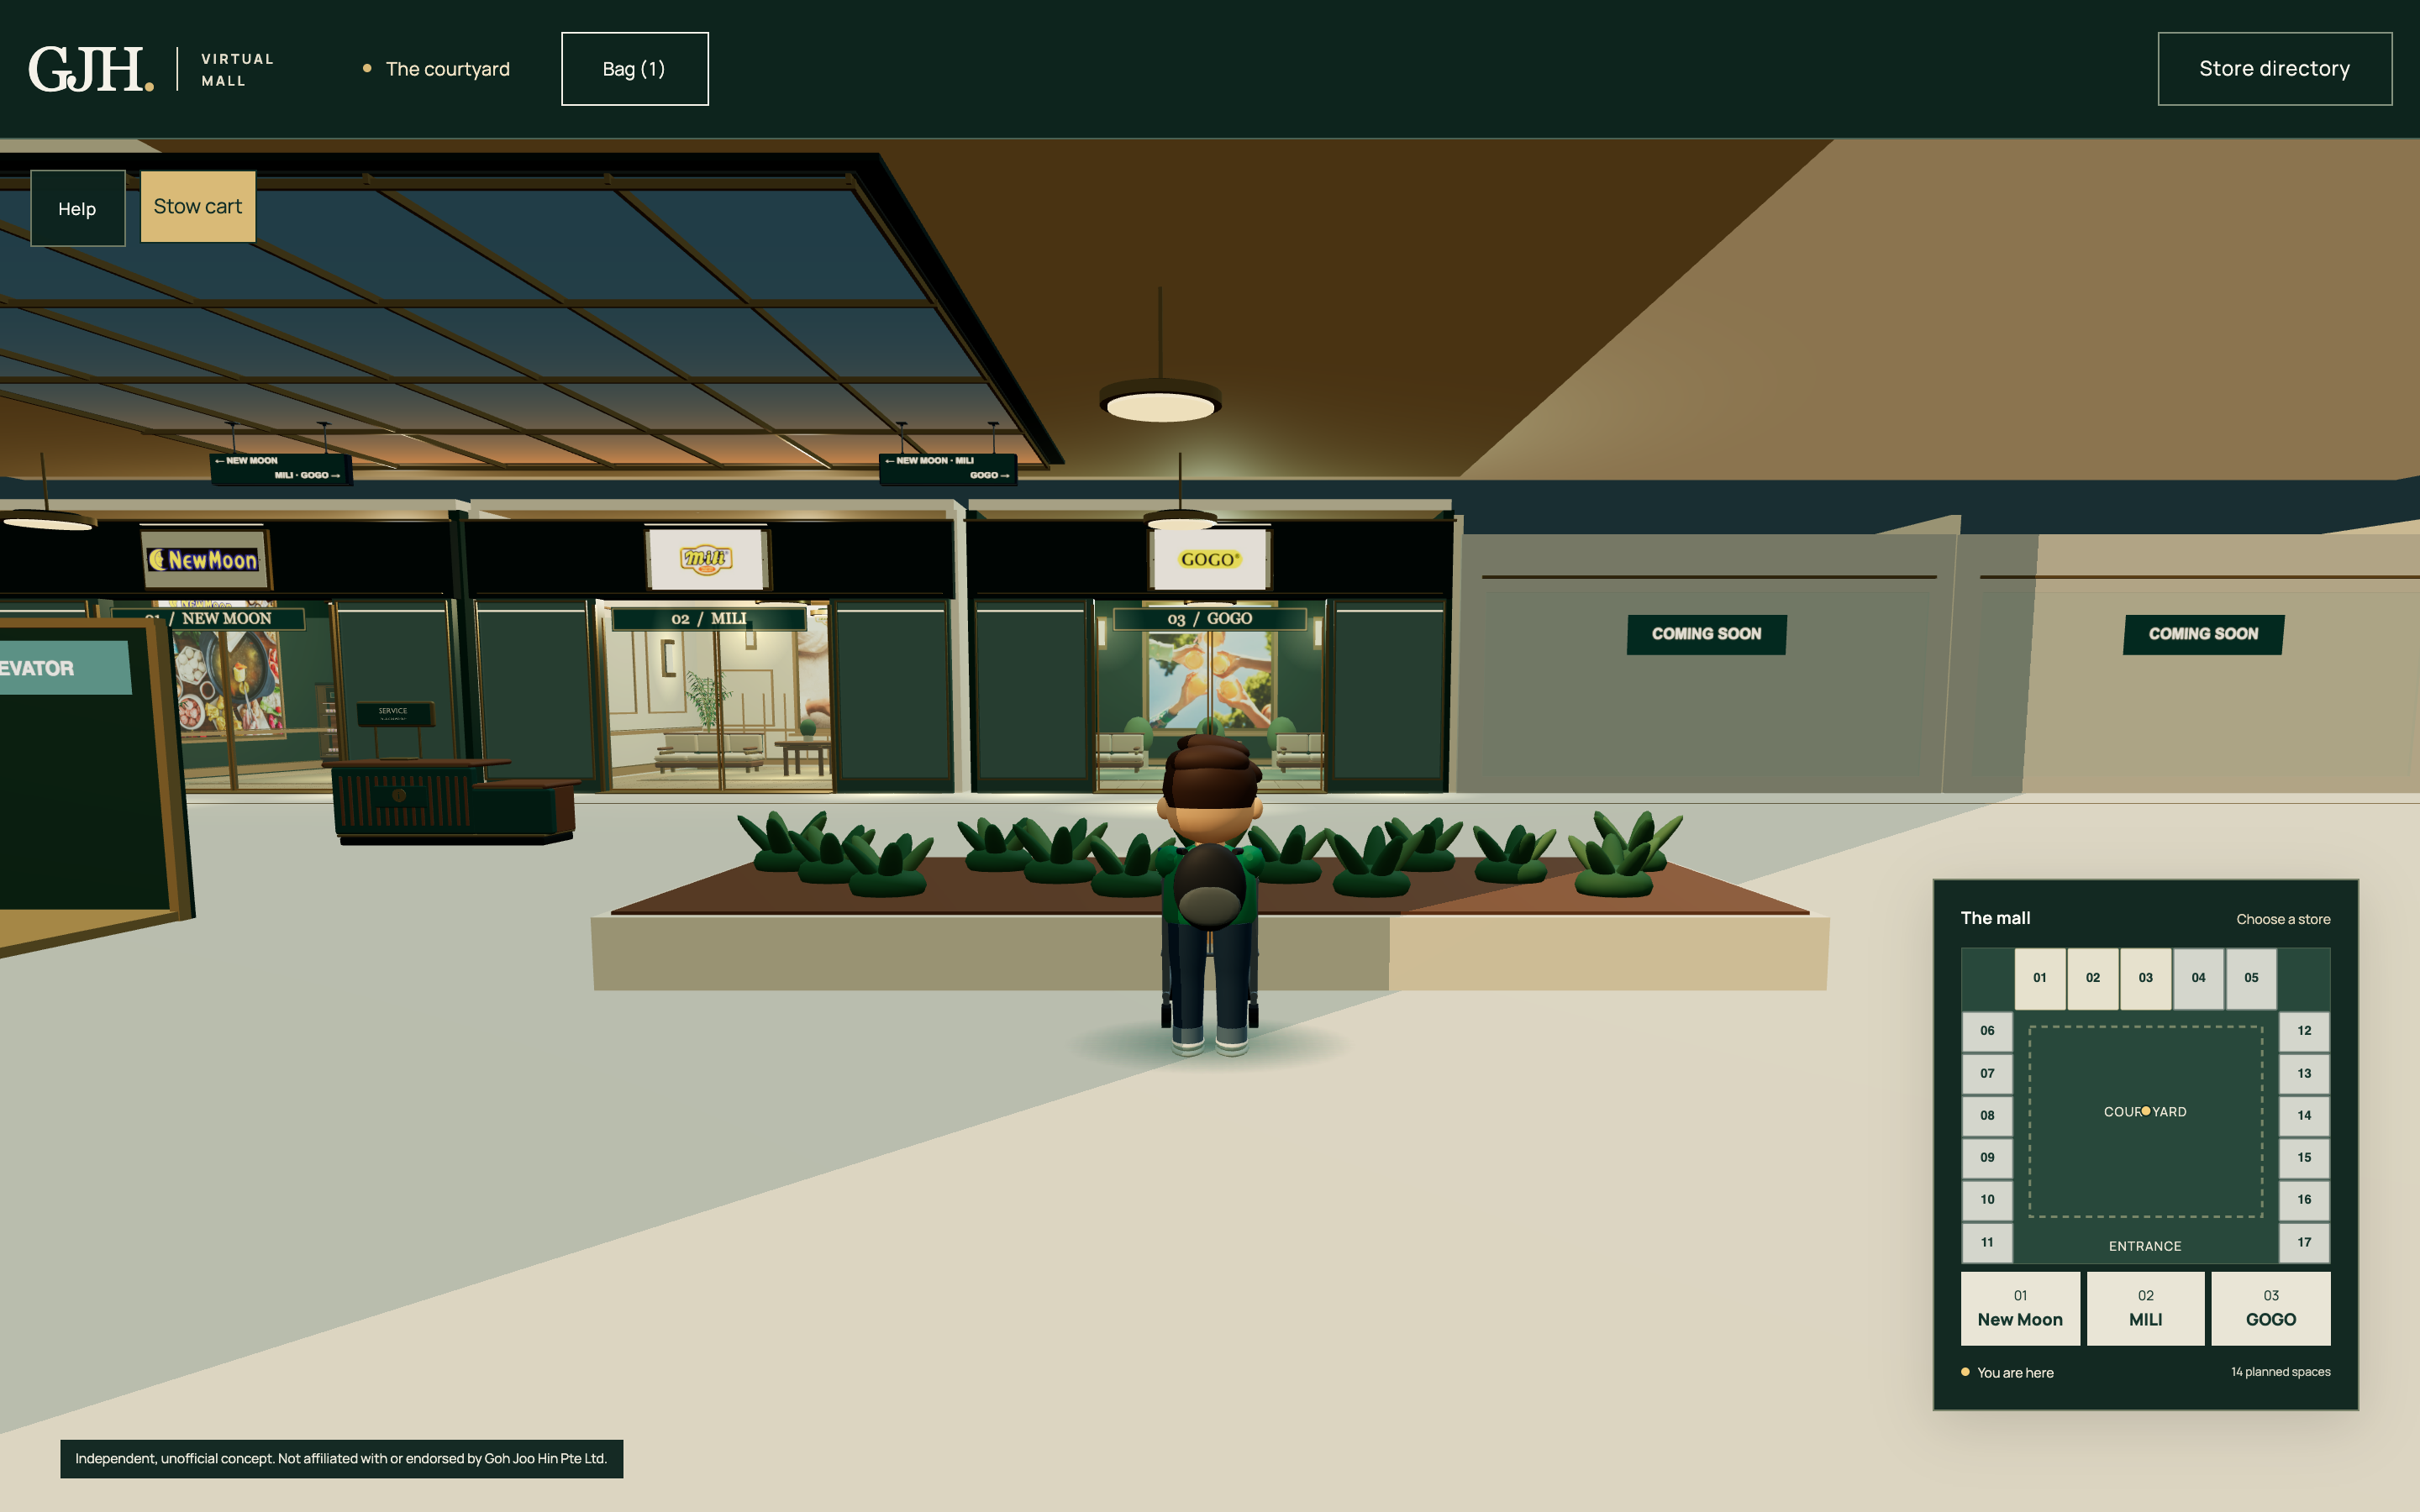 GJH.
VIRTUAL
MALL
The courtyard
Bag (1)
Store directory
Help
Stow cart
← NEW MOON
MILI · GOGO →
← NEW MOON · MILI
GOGO →
NewMoon
mili
GOGO
01 / NEW MOON
02 / MILI
03 / GOGO
COMING SOON
COMING SOON
EVATOR
SERVICE
The mall
Choose a store
01
02
03
04
05
06
12
07
13
COURTYARD
08
14
09
15
10
16
11
17
ENTRANCE
01
New Moon
02
MILI
03
GOGO
You are here
14 planned spaces
Independent, unofficial concept. Not affiliated with or endorsed by Goh Joo Hin Pte Ltd.